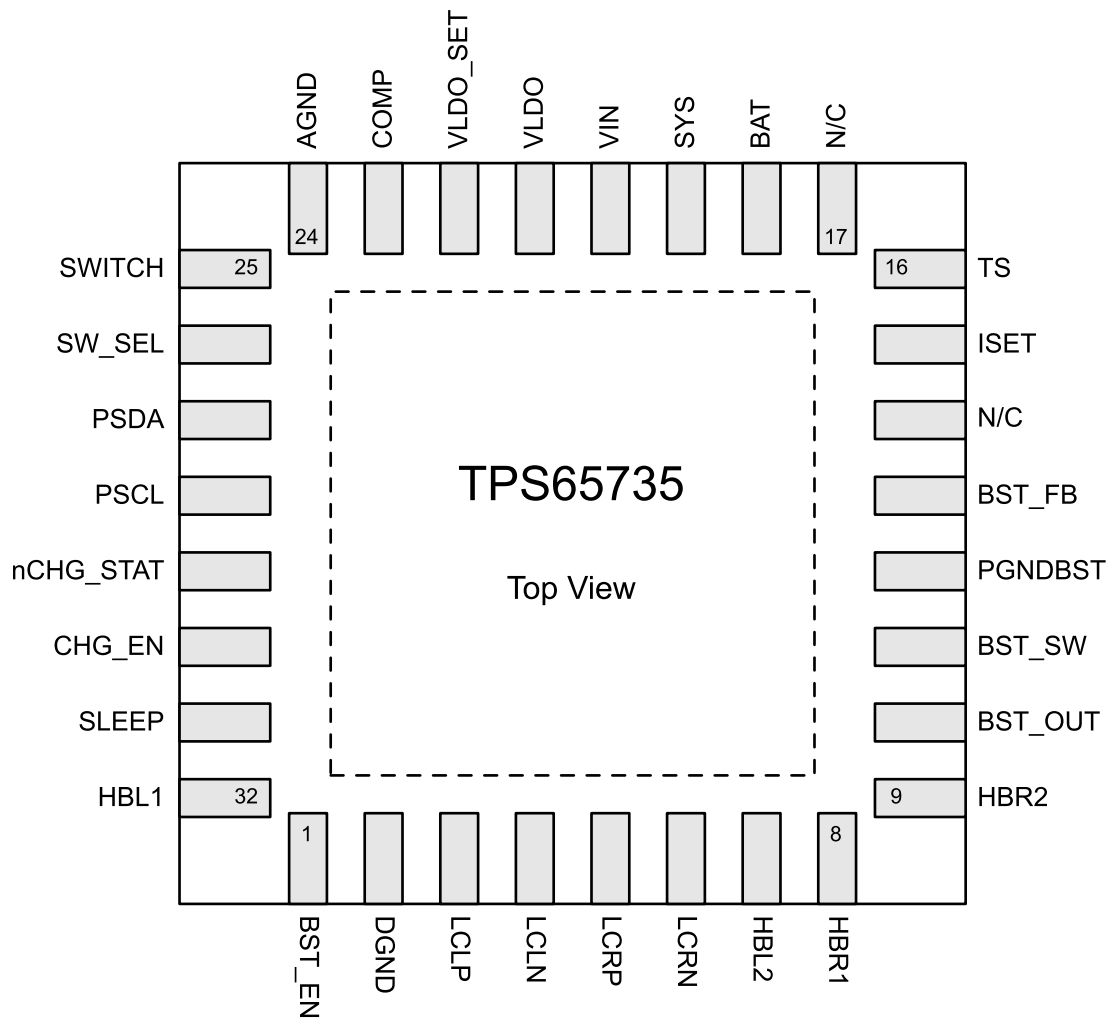 AGND
COMP
VLDO_SET
VLDO
VIN
SYS
BAT
N/C
24
17
SWITCH
25
16
TS
SW_SEL
ISET
PSDA
N/C
TPS65735
PSCL
BST_FB
nCHG_STAT
Top View
PGNDBST
CHG_EN
BST_SW
SLEEP
BST_OUT
HBL1
32
9
HBR2
1
8
BST_EN
DGND
LCLP
LCLN
LCRP
LCRN
HBL2
HBR1